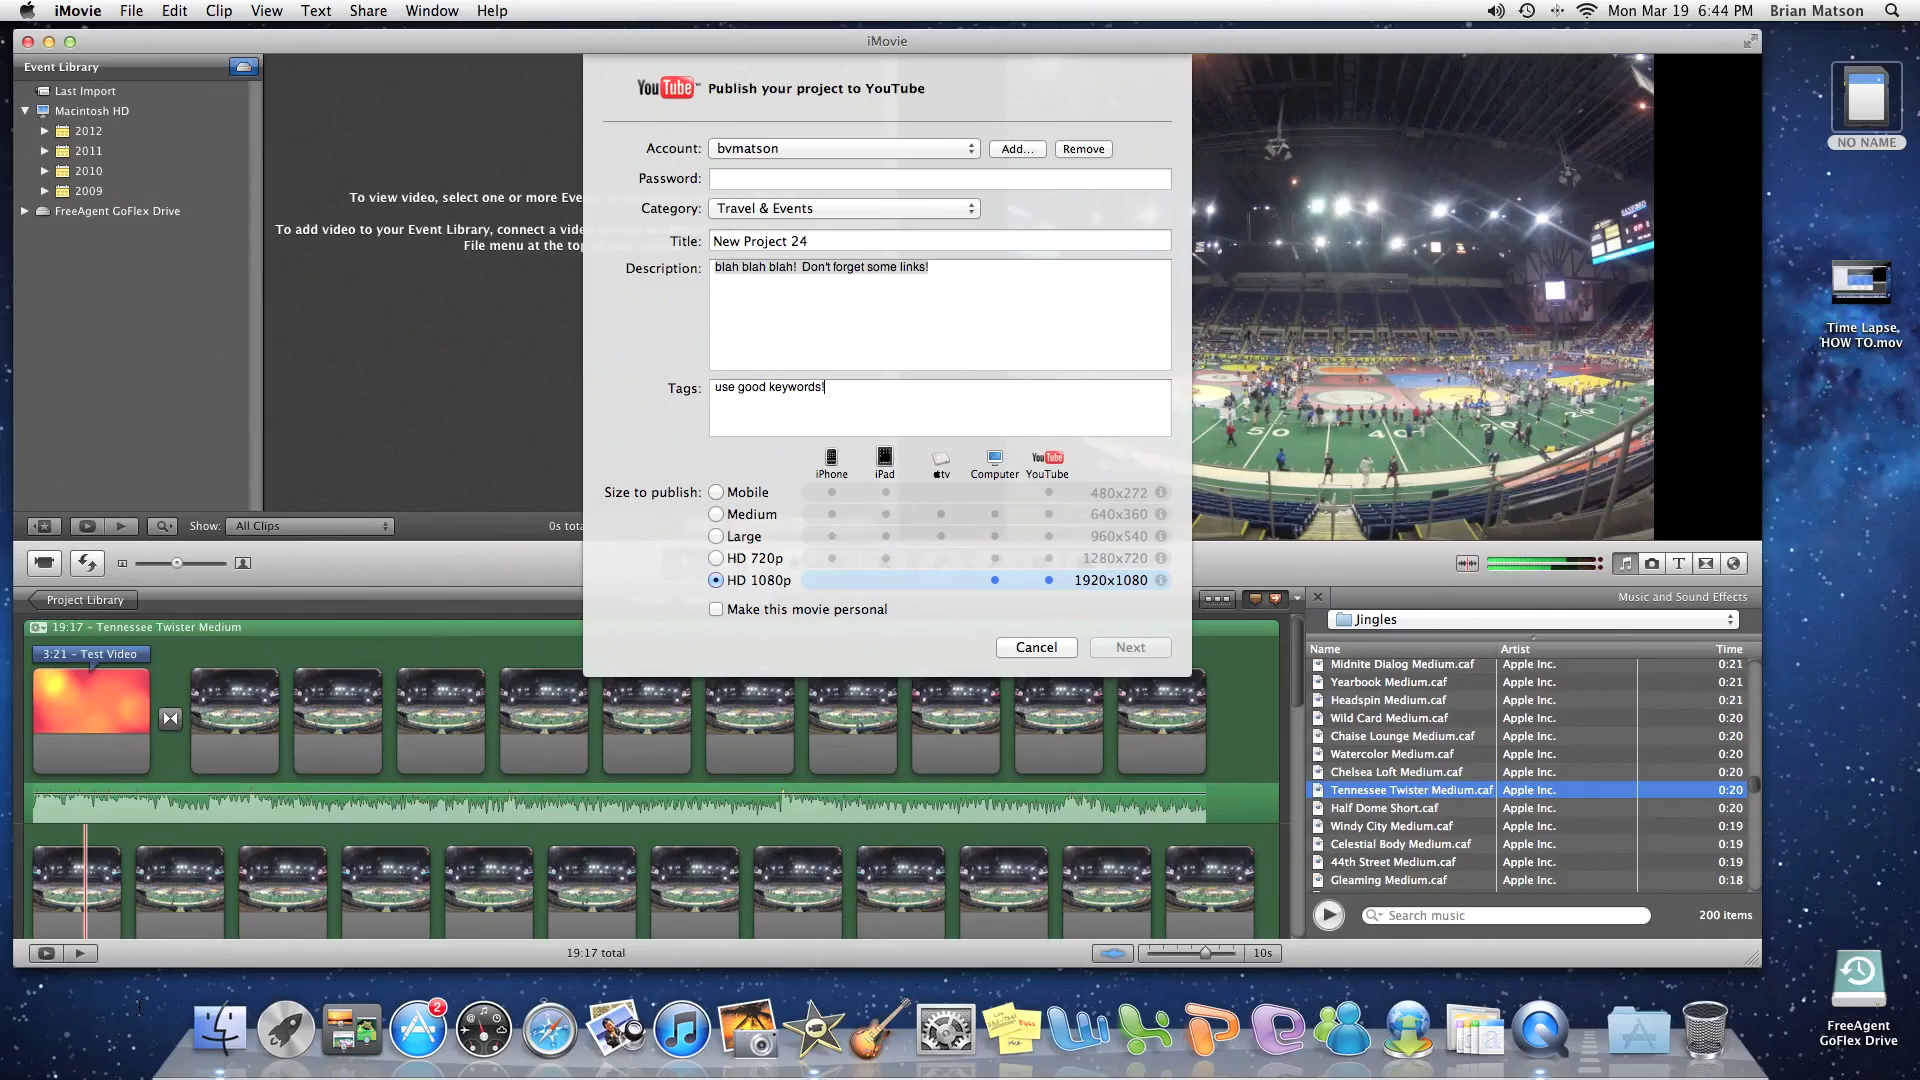 iMovie File Edit Clip View Text Share Window Help
Mon Mar 19 6:44 PM Brian Matson
iMovie
Event Library
Last Import
Macintosh HD
2012
2011
2010
2009
FreeAgent GoFlex Drive
To view video, select one or more Eve
To add video to your Event Library, connect a vide
File menu at the top
YouTube Publish your project to YouTube
Account: bvmatson Add... Remove
Password:
Category: Travel & Events
Title: New Project 24
Description: blah blah blah! Don't forget some links!
Tags: use good keywords!
iPhone iPad tv Computer YouTube
Size to publish: Mobile 480x272
Medium 640x360
Large 960x540
HD 720p 1280x720
HD 1080p 1920x1080
Make this movie personal
Cancel Next
NO NAME
Time Lapse HOW TO.mov
Show: All Clips 0s tota
Project Library
19:17 - Tennessee Twister Medium
3:21 - Test Video
Music and Sound Effects
Jingles
Name Artist Time
Midnite Dialog Medium.caf Apple Inc. 0:21
Yearbook Medium.caf Apple Inc. 0:21
Headspin Medium.caf Apple Inc. 0:21
Wild Card Medium.caf Apple Inc. 0:20
Chaise Lounge Medium.caf Apple Inc. 0:20
Watercolor Medium.caf Apple Inc. 0:20
Chelsea Loft Medium.caf Apple Inc. 0:20
Tennessee Twister Medium.caf Apple Inc. 0:20
Half Dome Short.caf Apple Inc. 0:20
Windy City Medium.caf Apple Inc. 0:19
Celestial Body Medium.caf Apple Inc. 0:19
44th Street Medium.caf Apple Inc. 0:19
Gleaming Medium.caf Apple Inc. 0:18
Search music 200 items
19:17 total 10s
2
FreeAgent
GoFlex Drive